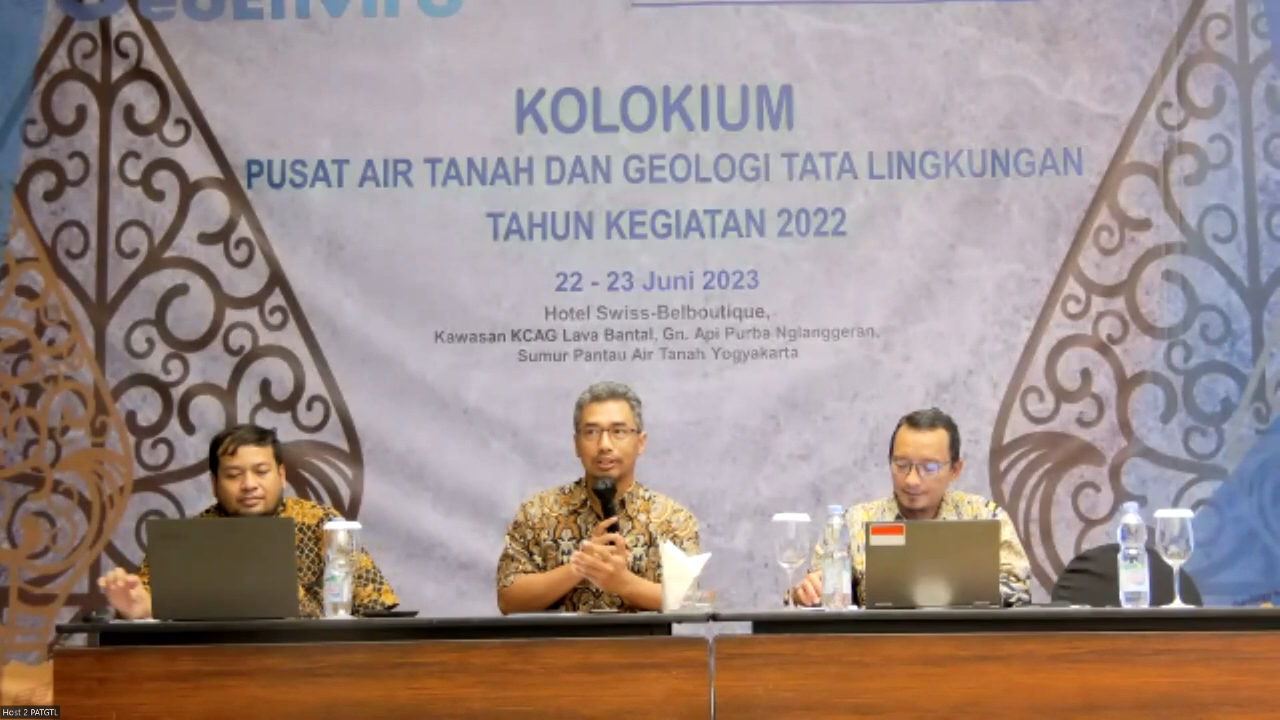 GeoEnviro
KOLOKIUM
PUSAT AIR TANAH DAN GEOLOGI TATA LINGKUNGAN
TAHUN KEGIATAN 2022
22 - 23 Juni 2023
Hotel Swiss-Belboutique,
Kawasan KCAG Lava Bantal, Gn. Api Purba Nglanggeran,
Sumur Pantau Air Tanah Yogyakarta
Host 2 PATGTL